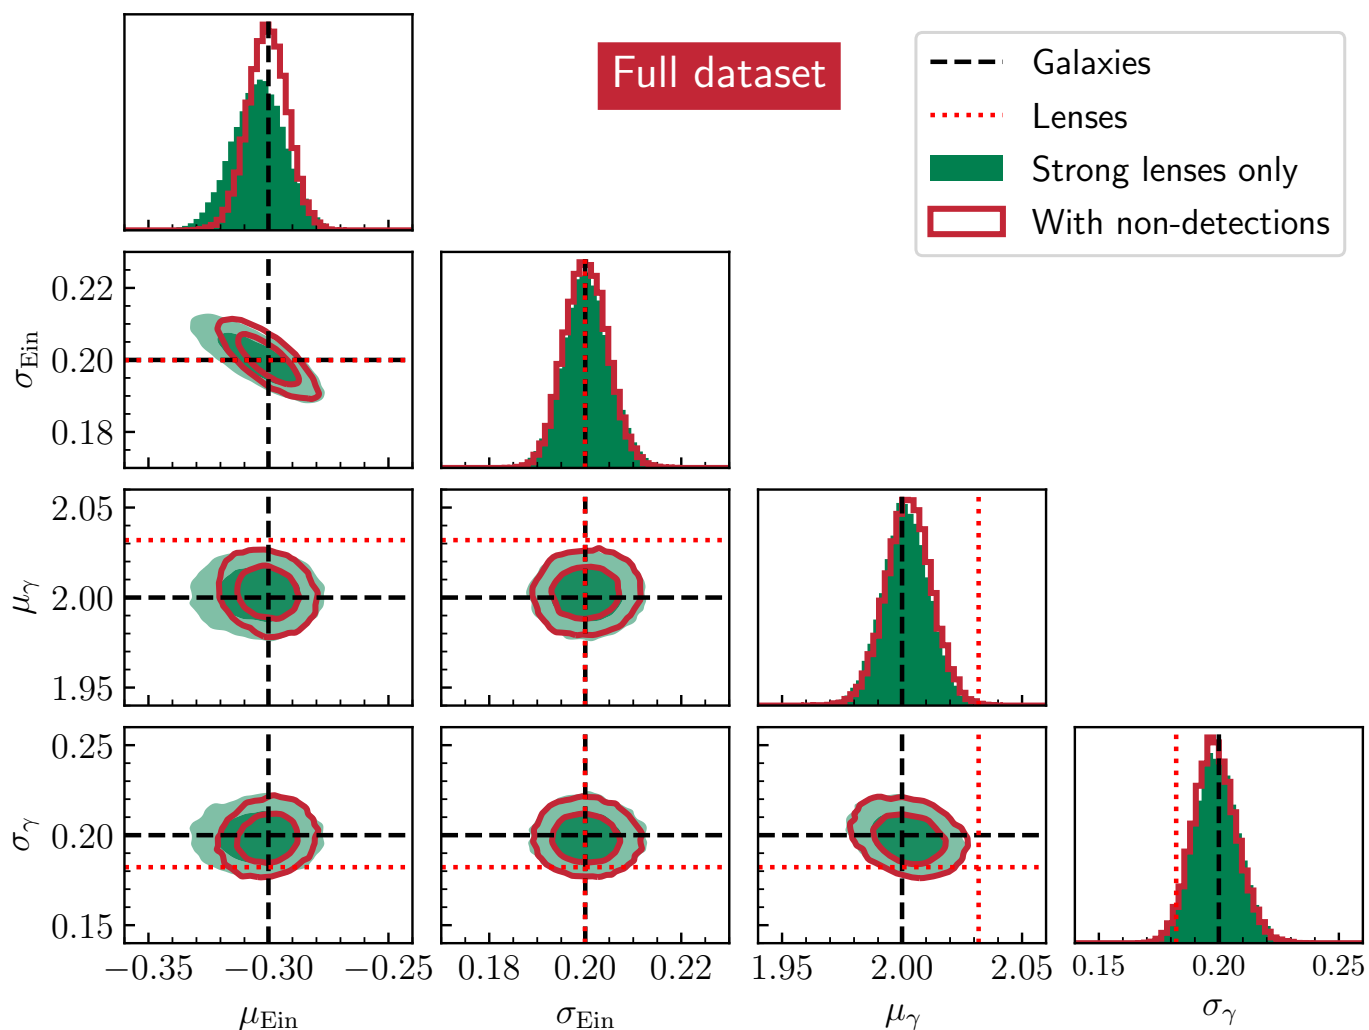 Full dataset
Galaxies
Lenses
Strong lenses only
With non-detections
0.22
0.20
0.18
σ_Ein
2.05
2.00
1.95
μ_γ
0.25
0.20
0.15
σ_γ
−0.35 −0.30 −0.25
0.18 0.20 0.22
1.95 2.00 2.05
0.15 0.20 0.25
μ_Ein
σ_Ein
μ_γ
σ_γ